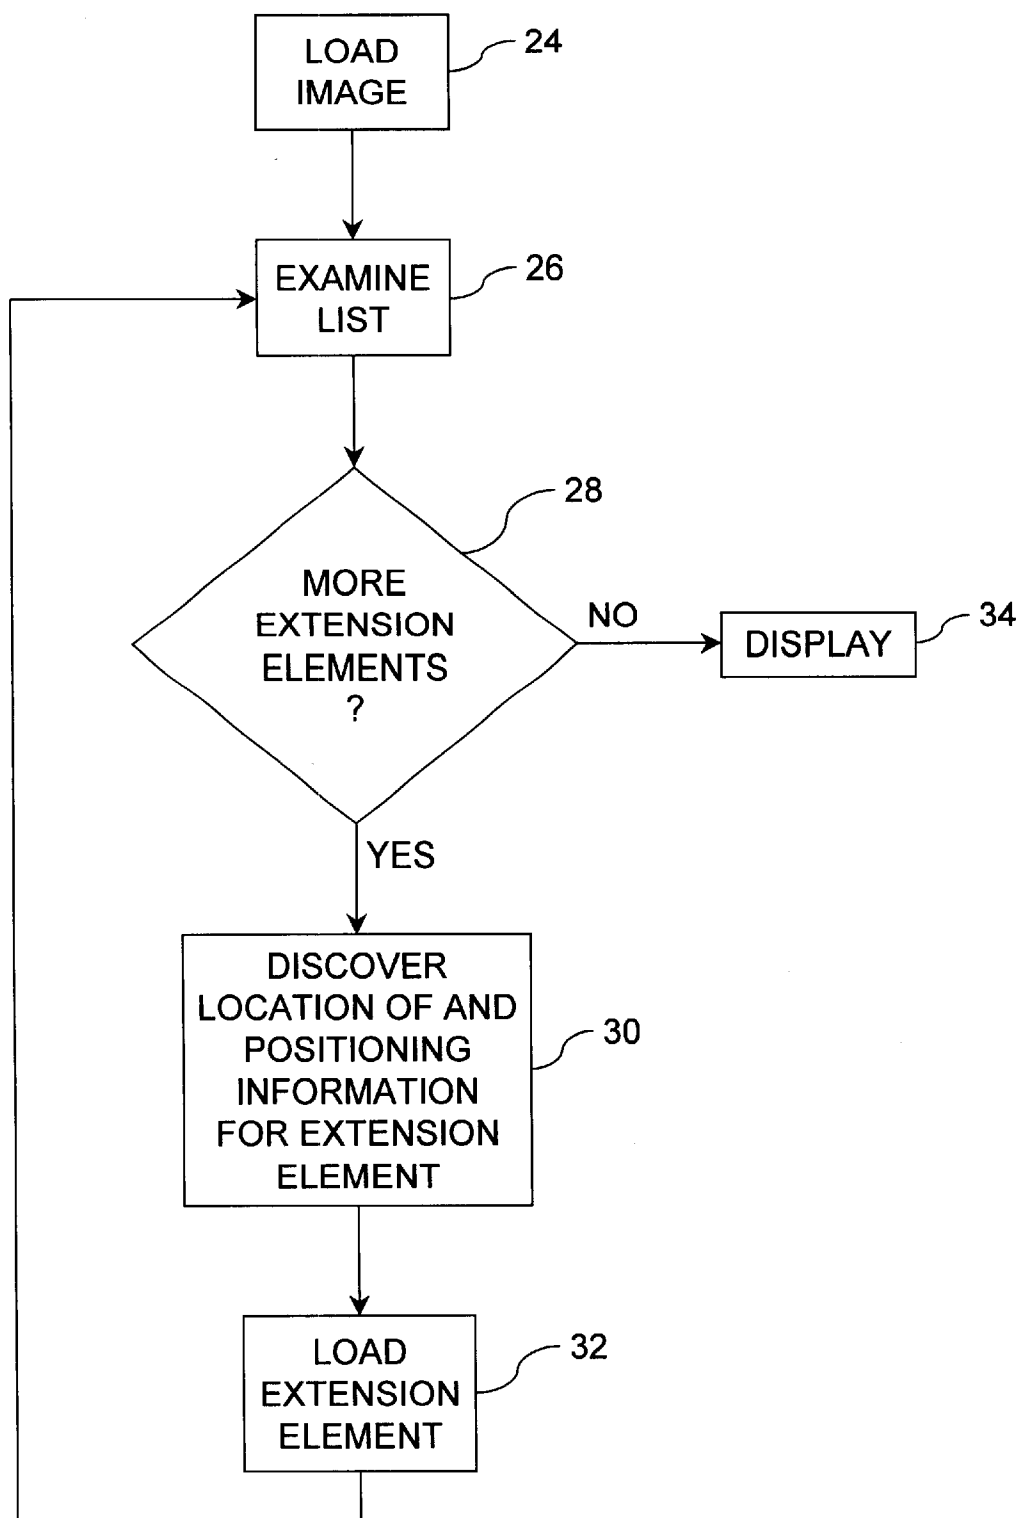 LOAD
IMAGE
24
EXAMINE
LIST
26
28
MORE
EXTENSION
ELEMENTS
?
NO
DISPLAY
34
YES
DISCOVER
LOCATION OF AND
POSITIONING
INFORMATION
FOR EXTENSION
ELEMENT
30
LOAD
EXTENSION
ELEMENT
32